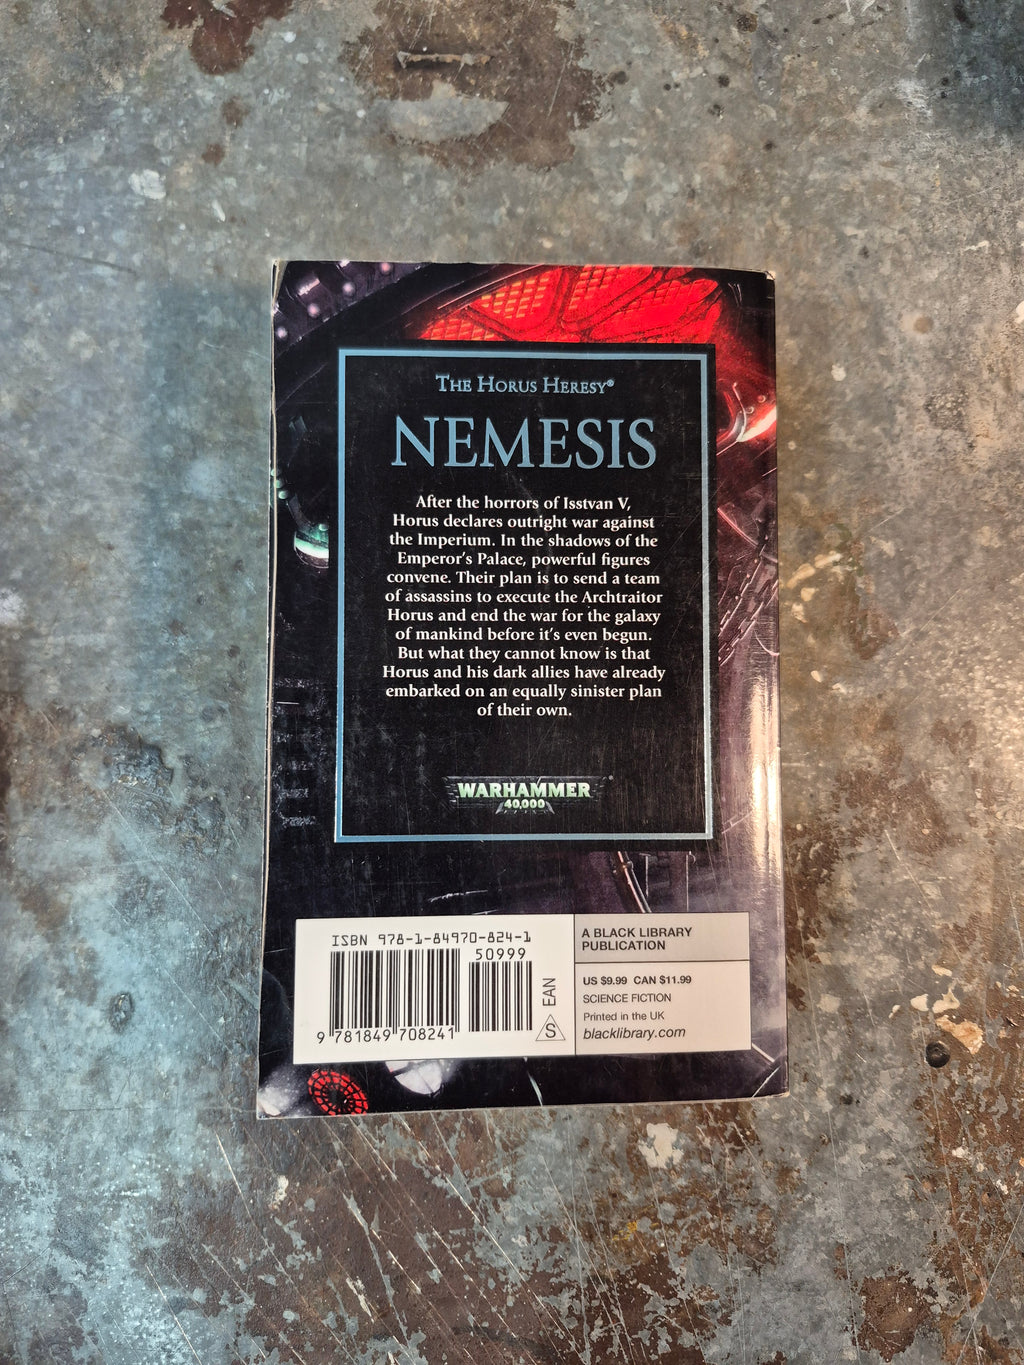 THE HORUS HERESY®
NEMESIS
After the horrors of Isstvan V,
Horus declares outright war against
the Imperium. In the shadows of the
Emperor's Palace, powerful figures
convene. Their plan is to send a team
of assassins to execute the Archtraitor
Horus and end the war for the galaxy
of mankind before it's even begun.
But what they cannot know is that
Horus and his dark allies have already
embarked on an equally sinister plan
of their own.
WARHAMMER
40,000
ISBN 978-1-84970-824-1
50999
9 781849 708241
EAN
S
A BLACK LIBRARY
PUBLICATION
US $9.99 CAN $11.99
SCIENCE FICTION
Printed in the UK
blacklibrary.com